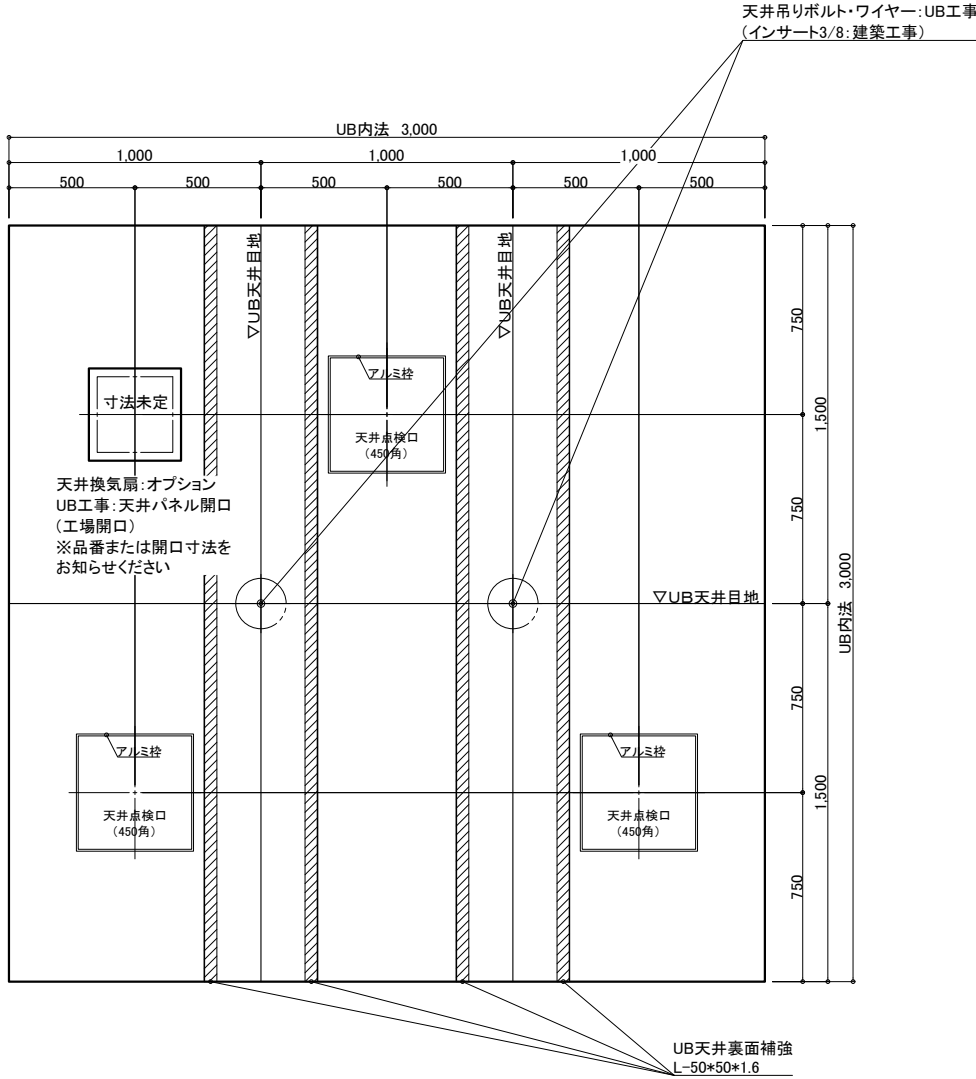 天井吊りボルト・ワイヤー：UB工事
(インサート3/8：建築工事)
UB内法 3,000
1,000
1,000
1,000
500
500
500
500
500
500
▽UB天井目地
▽UB天井目地
750
アルミ枠
寸法未定
天井点検口
(450角)
1,500
天井換気扇：オプション
UB工事：天井パネル開口
(工場開口)
※品番または開口寸法を
お知らせください
750
▽UB天井目地
UB内法 3,000
750
アルミ枠
アルミ枠
天井点検口
(450角)
天井点検口
(450角)
1,500
750
UB天井裏面補強
L-50*50*1.6